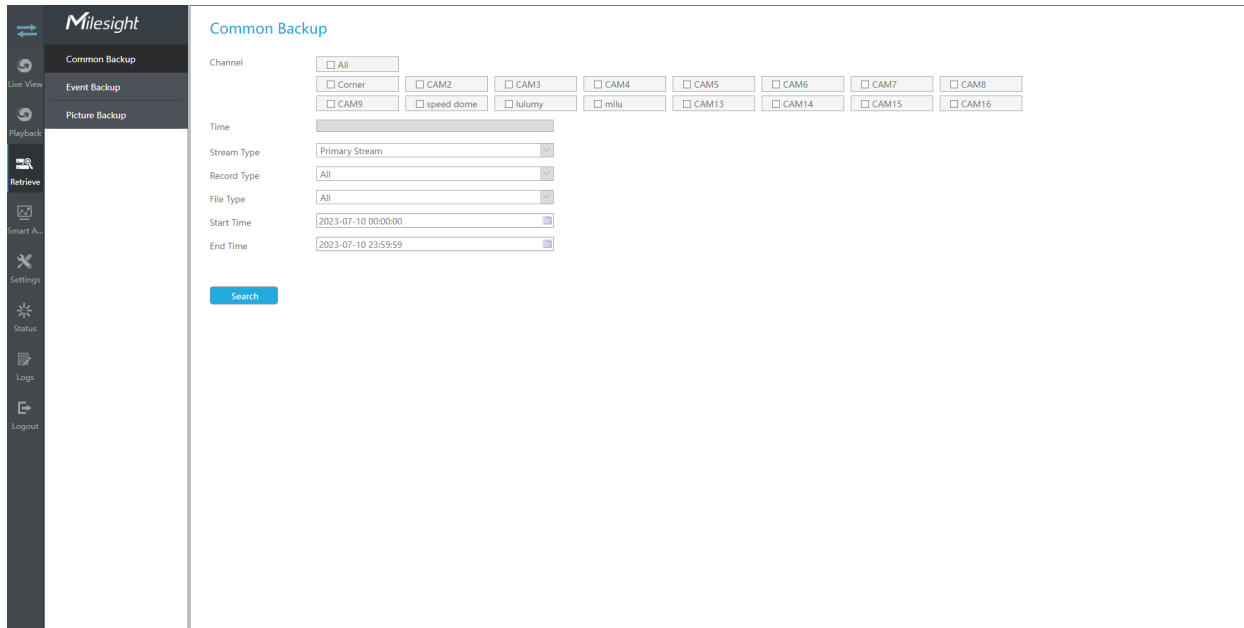 Milesight
Live View
Playback
Retrieve
Smart A...
Settings
Status
Logs
Logout
Common Backup
Event Backup
Picture Backup
Common Backup
Channel
All
Corner CAM2 CAM3 CAM4 CAM5 CAM6 CAM7 CAM8
CAM9 speed dome lulumy milu CAM13 CAM14 CAM15 CAM16
Time
Stream Type Primary Stream
Record Type All
File Type All
Start Time 2023-07-10 00:00:00
End Time 2023-07-10 23:59:59
Search